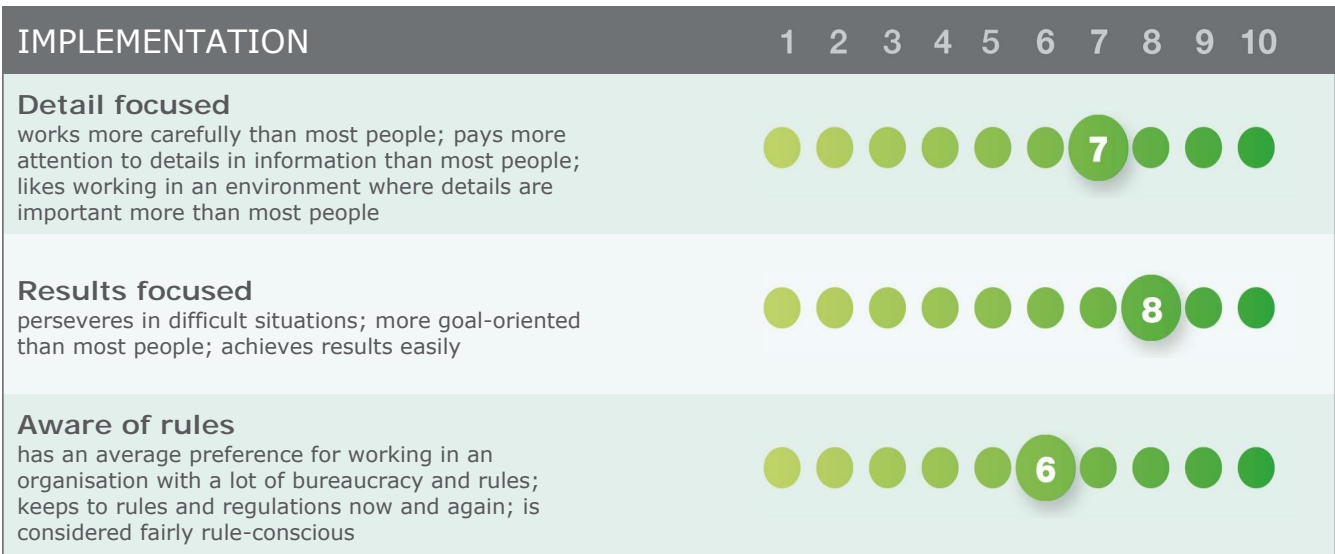 IMPLEMENTATION 1 2 3 4 5 6 7 8 9 10
Detail focused
works more carefully than most people; pays more
attention to details in information than most people;
likes working in an environment where details are
important more than most people
7
Results focused
perseveres in difficult situations; more goal-oriented
than most people; achieves results easily
8
Aware of rules
has an average preference for working in an
organisation with a lot of bureaucracy and rules;
keeps to rules and regulations now and again; is
considered fairly rule-conscious
6